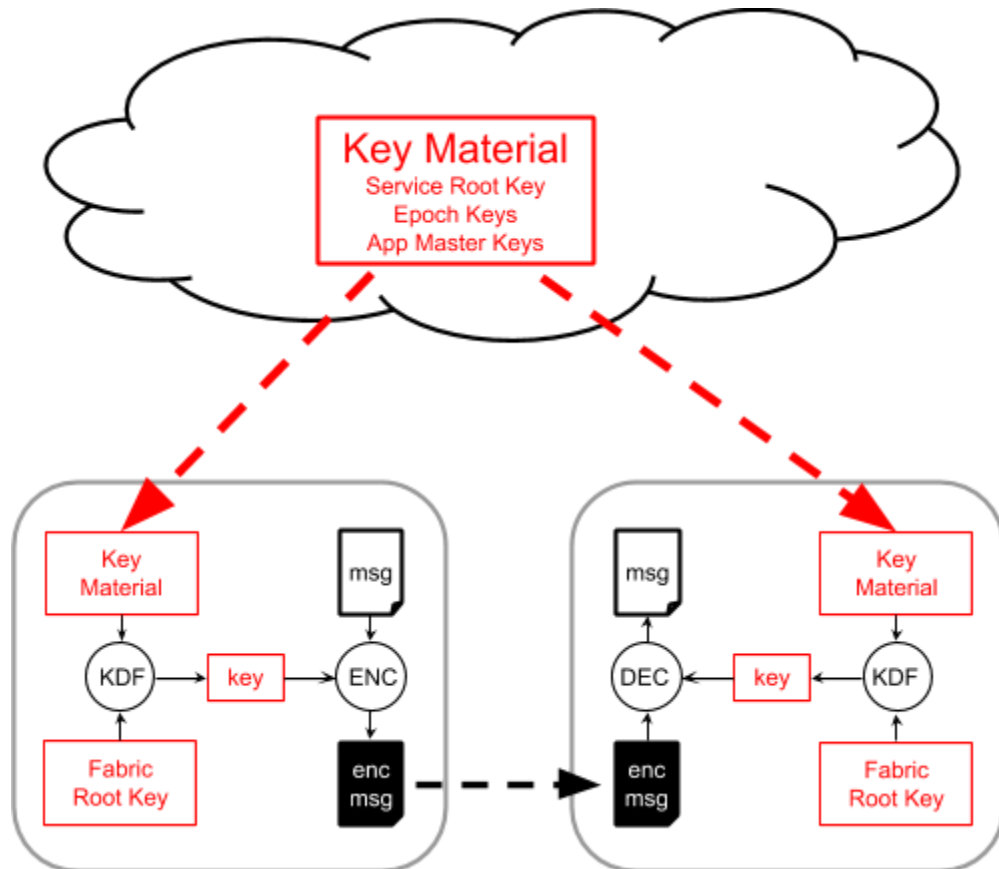 Key Material
Service Root Key
Epoch Keys
App Master Keys
Key
Material
msg
KDF
key
ENC
Fabric
Root Key
enc
msg
msg
Key
Material
DEC
key
KDF
enc
msg
Fabric
Root Key